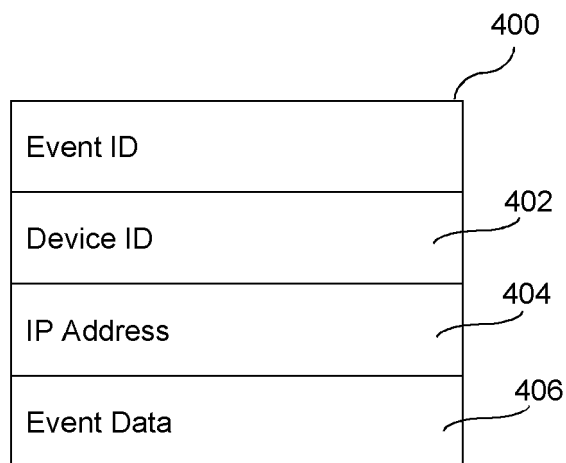 400
Event ID
Device ID
402
IP Address
404
Event Data
406